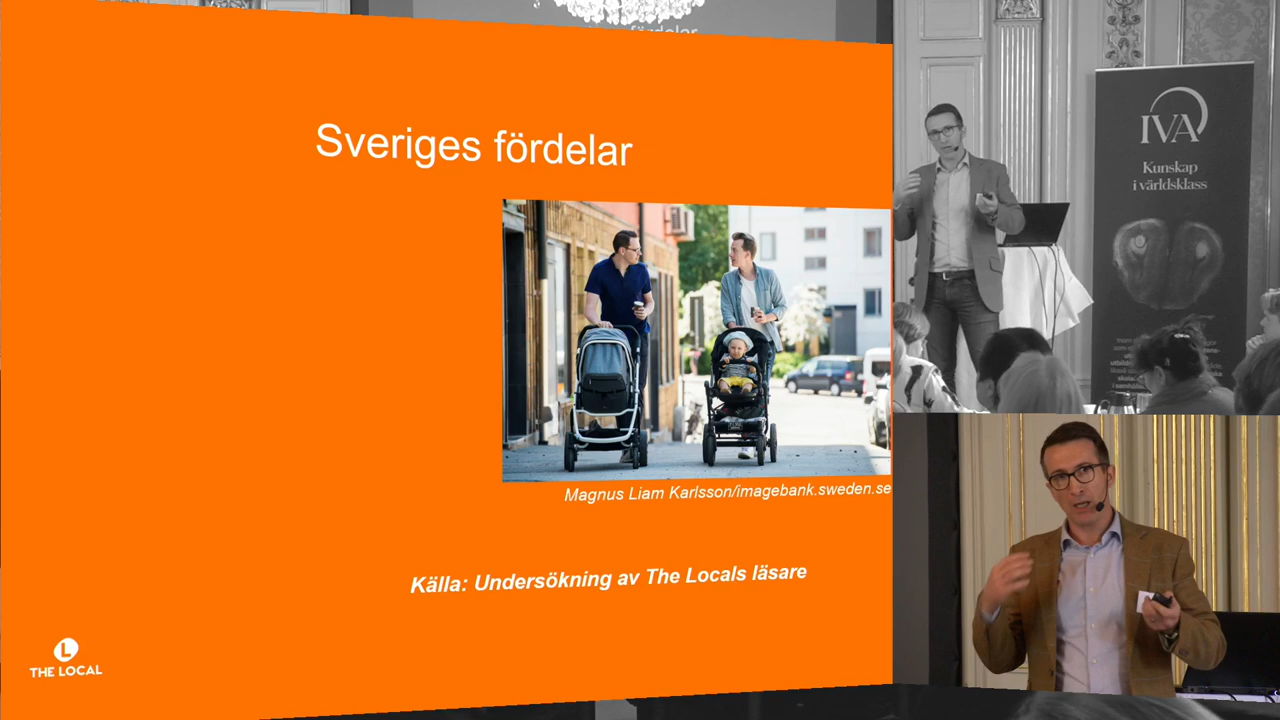 Sveriges fördelar
Magnus Liam Karlsson/imagebank.sweden.se
Källa: Undersökning av The Locals läsare
L
THE LOCAL
fördelar
IVA
Kunskap
i världsklass